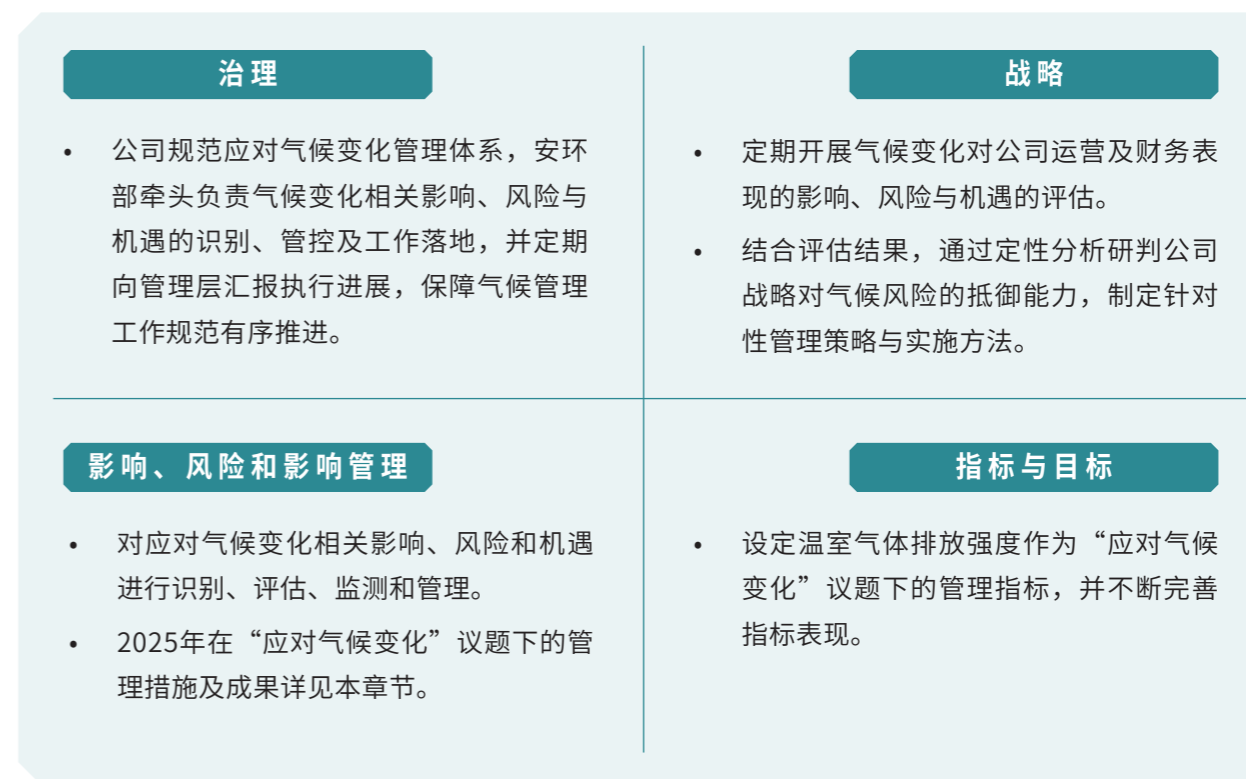 治理
• 公司规范应对气候变化管理体系，安环
部牵头负责气候变化相关影响、风险与
机遇的识别、管控及工作落地，并定期
向管理层汇报执行进展，保障气候管理
工作规范有序推进。
战略
• 定期开展气候变化对公司运营及财务表
现的影响、风险与机遇的评估。
• 结合评估结果，通过定性分析研判公司
战略对气候风险的抵御能力，制定针对
性管理策略与实施方法。
影响、风险和影响管理
• 对应对气候变化相关影响、风险和机遇
进行识别、评估、监测和管理。
• 2025年在“应对气候变化”议题下的管
理措施及成果详见本章节。
指标与目标
• 设定温室气体排放强度作为“应对气候
变化”议题下的管理指标，并不断完善
指标表现。